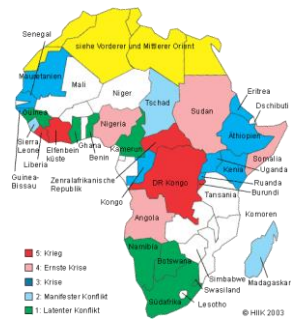 Senegal
siehe Vorderer und Mittlerer Orient
Mauretanien
Mali
Niger
Tschad
Sudan
Eritrea
Dschibuti
Guinea
Nigeria
Äthiopien
Sierra
Leone
Liberia
Guinea-
Bissau
Elfenbein
küste
Ghana
Benin
Kamerun
Zenralafrikanische
Republik
Kongo
DR Kongo
Somalia
Uganda
Kenia
Ruanda
Burundi
Tansania
Komoren
Angola
Namibia
Botswana
Simbabwe
Swasiland
Südafrika
Lesotho
Madagaskar
5: Krieg
4: Ernste Krise
3: Krise
2: Manifester Konflikt
1: Latenter Konflikt
© HIIK 2003